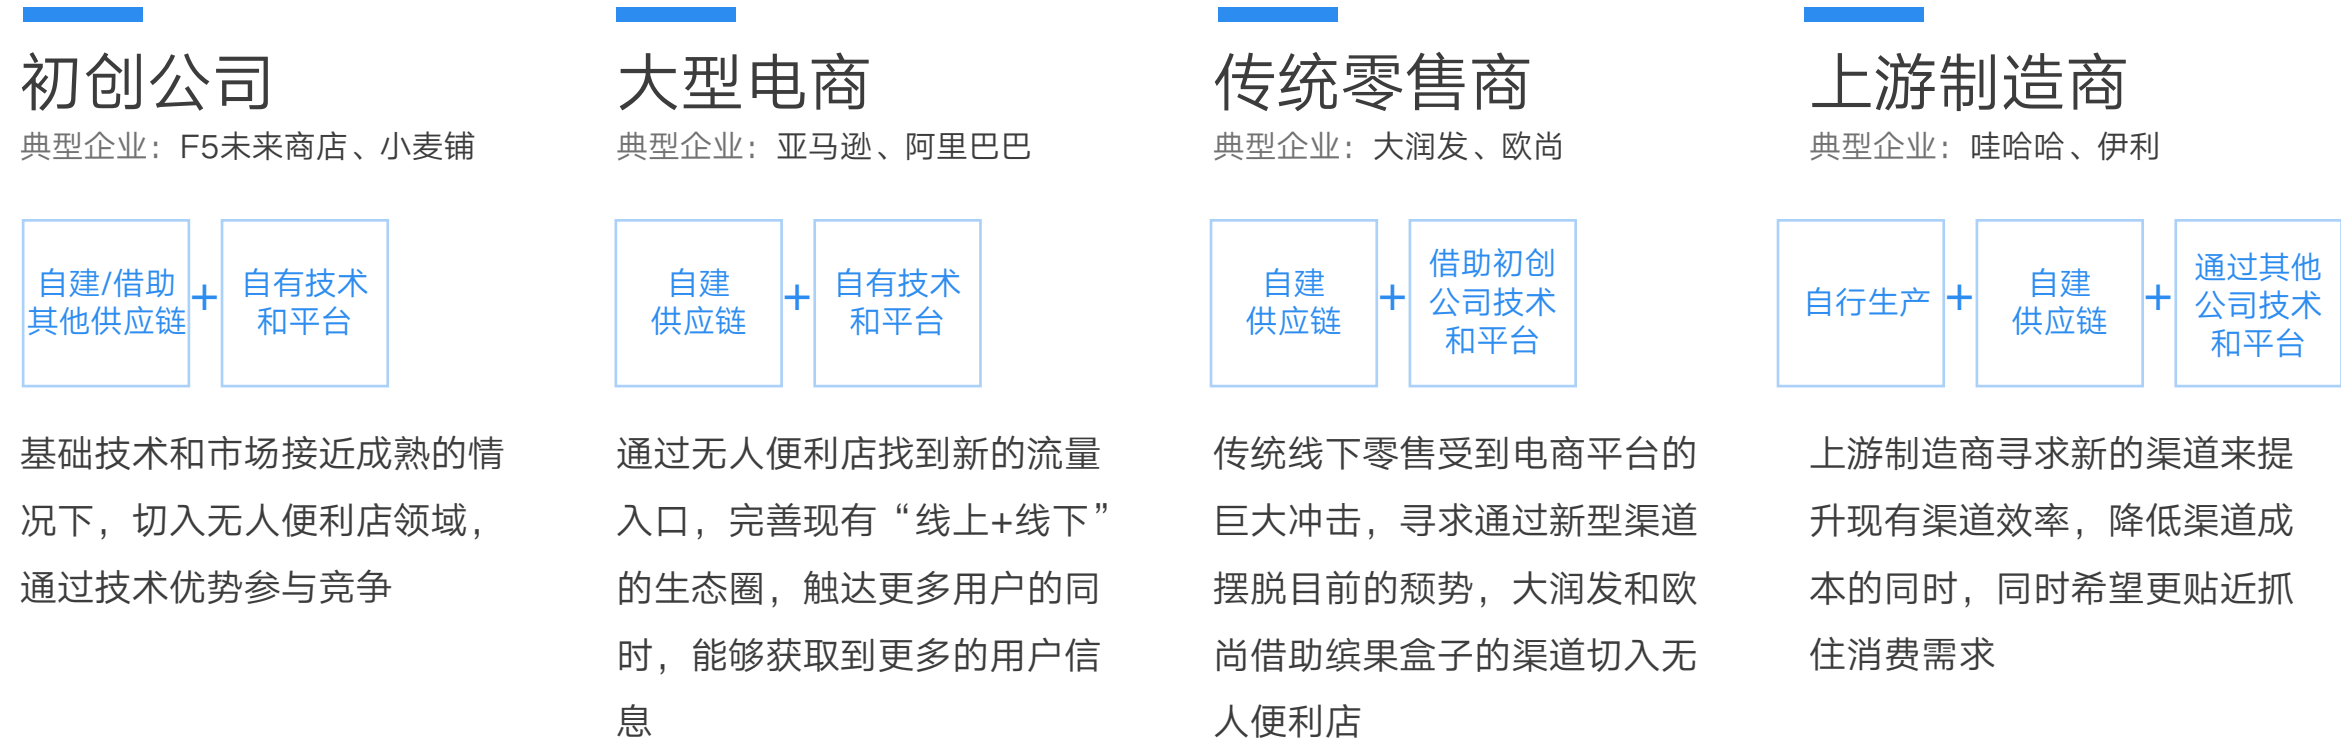 初创公司
典型企业：F5未来商店、小麦铺
自建/借助
其他供应链
+
自有技术
和平台
基础技术和市场接近成熟的情
况下，切入无人便利店领域，
通过技术优势参与竞争
大型电商
典型企业：亚马逊、阿里巴巴
自建
供应链
+
自有技术
和平台
通过无人便利店找到新的流量
入口，完善现有“线上+线下”
的生态圈，触达更多用户的同
时，能够获取到更多的用户信
息
传统零售商
典型企业：大润发、欧尚
自建
供应链
+
借助初创
公司技术
和平台
传统线下零售受到电商平台的
巨大冲击，寻求通过新型渠道
摆脱目前的颓势，大润发和欧
尚借助缤果盒子的渠道切入无
人便利店
上游制造商
典型企业：哇哈哈、伊利
自行生产
+
自建
供应链
+
通过其他
公司技术
和平台
上游制造商寻求新的渠道来提
升现有渠道效率，降低渠道成
本的同时，同时希望更贴近抓
住消费需求